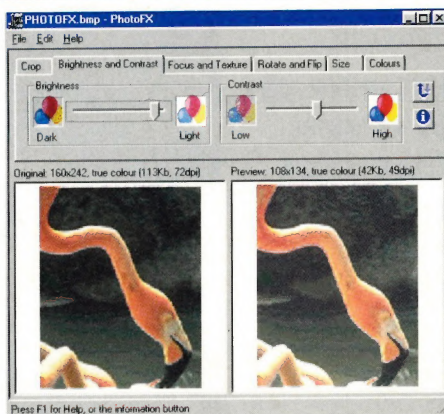 PHOTOFX.bmp - PhotoFX
File Edit Help
Crop Brightness and Contrast Focus and Texture Rotate and Flip Size Colours
Brightness Contrast
Dark Light Low High
Original: 160x242, true colour (113Kb, 72dpi) Preview: 108x134, true colour (42Kb, 49dpi)
Press F1 for Help, or the information button